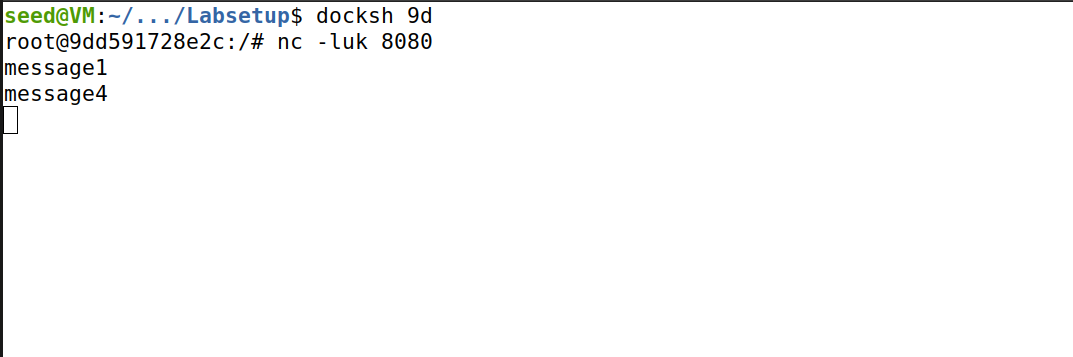 seed@VM:~/.../Labsetup$ docksh 9d
root@9dd591728e2c:/# nc -luk 8080
message1
message4